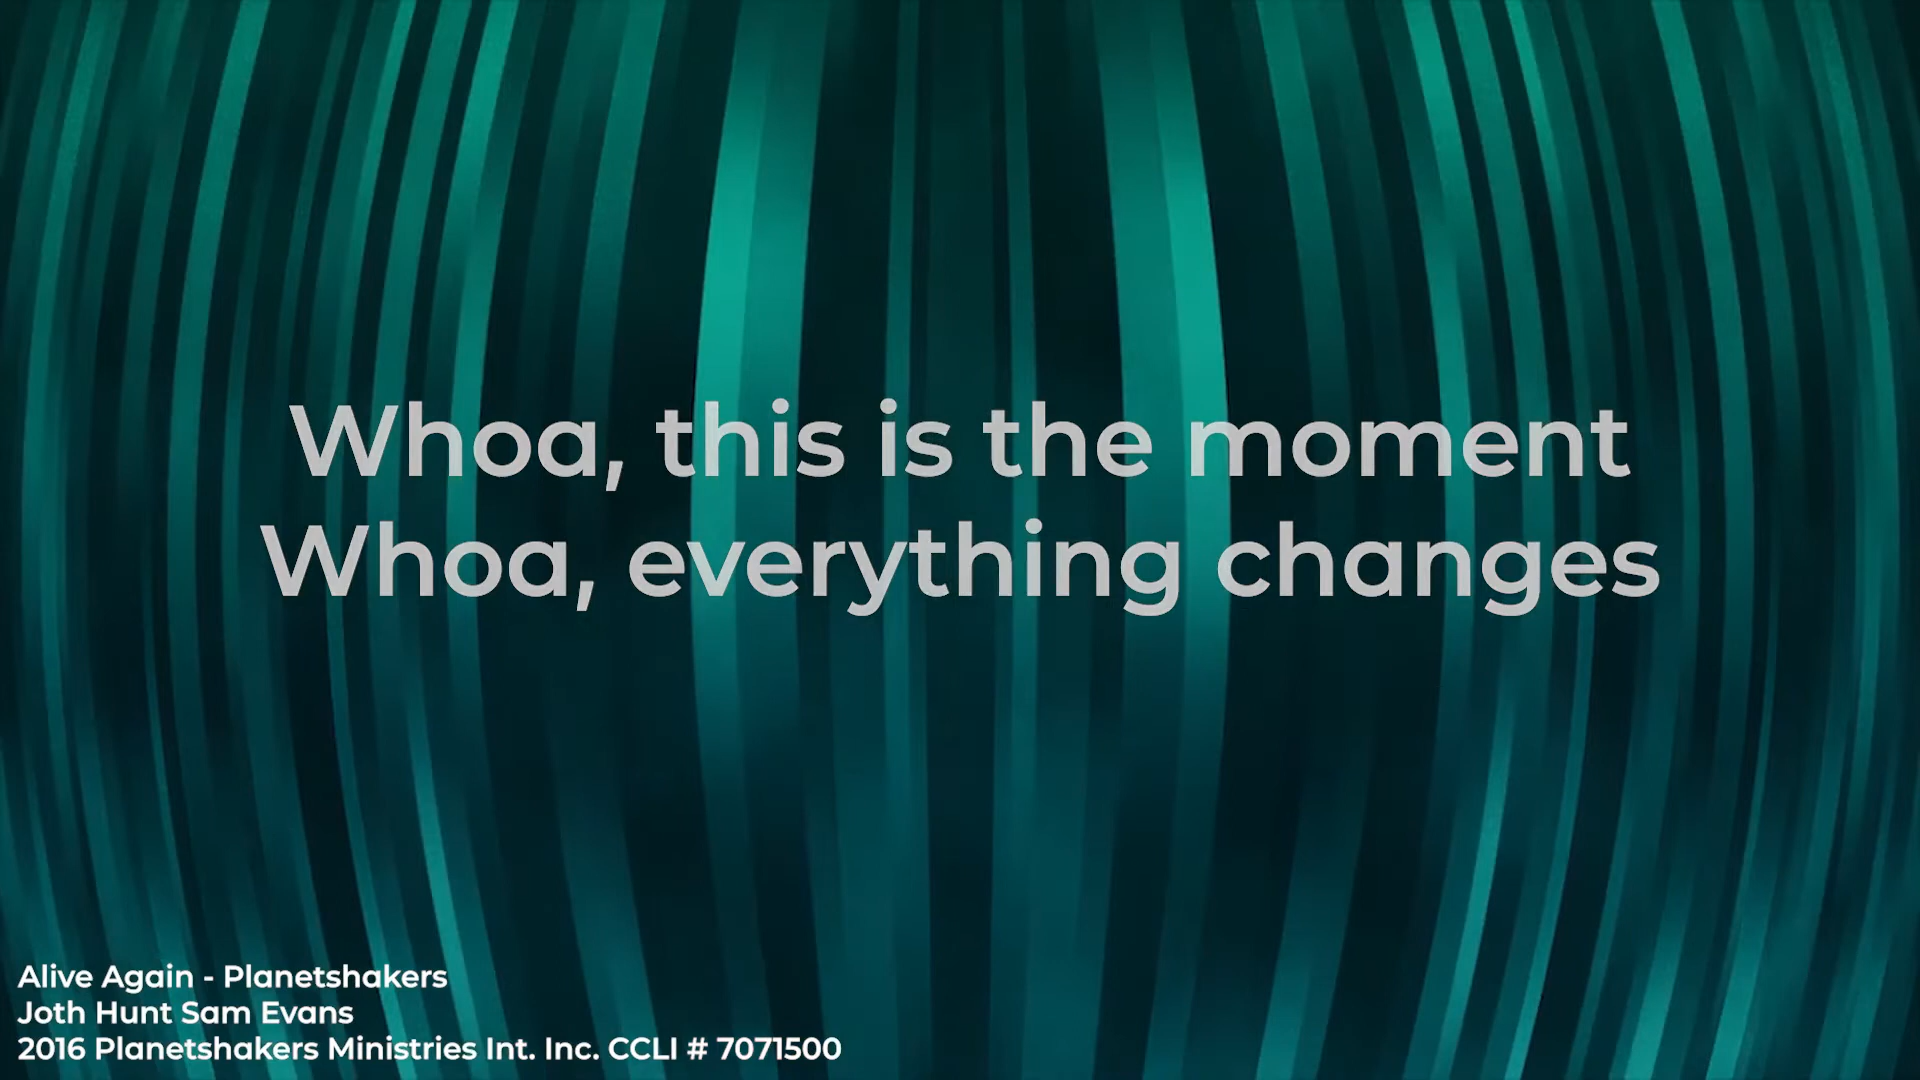 Whoa, this is the moment
Whoa, everything changes
Alive Again - Planetshakers
Joth Hunt Sam Evans
2016 Planetshakers Ministries Int. Inc. CCLI # 7071500